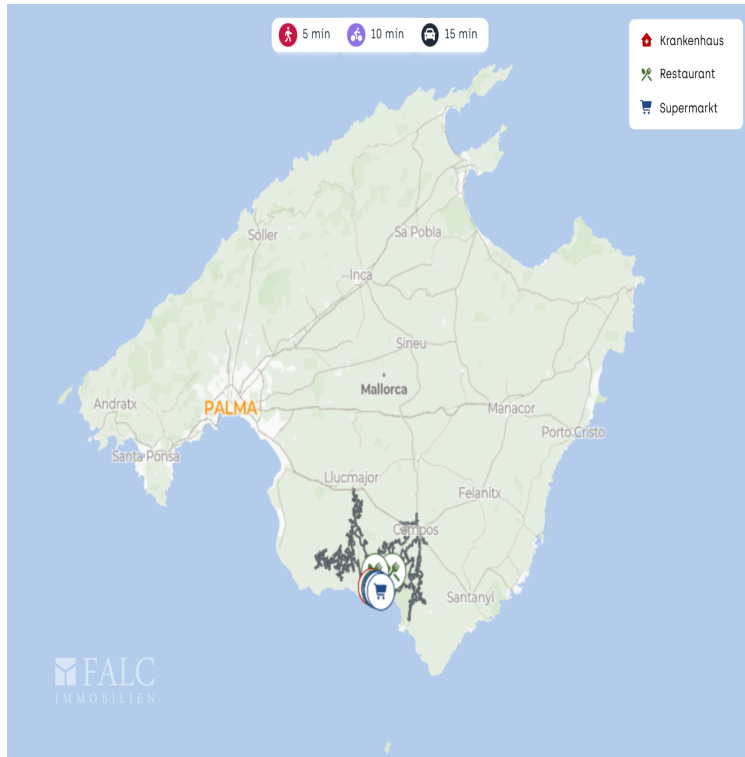 5 min
10 min
15 min
Krankenhaus
Restaurant
Supermarkt
Sóller
Sa Pobla
Inca
Sineu
Mallorca
Andratx
PALMA
Manacor
Porto Cristo
Santa Ponsa
Llucmajor
Felanitx
Campos
Santanyí
FALC
IMMOBILIEN